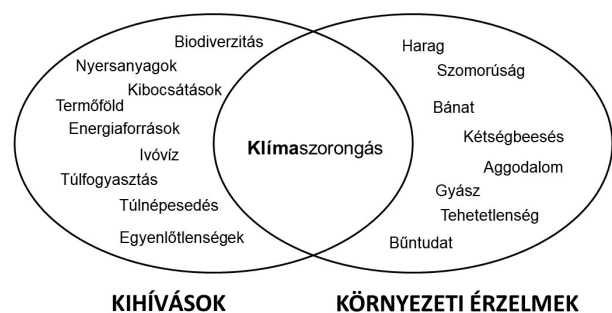 Biodiverzitás
Nyersanyagok
Kibocsátások
Termőföld
Energiaforrások
Ivóvíz
Túlfogyasztás
Túlnépesedés
Egyenlőtlenségek
Klímaszorongás
Harag
Szomorúság
Bánat
Kétségbeesés
Aggodalom
Gyász
Tehetetlenség
Bűntudat
KIHÍVÁSOK
KÖRNYEZETI ÉRZELMEK